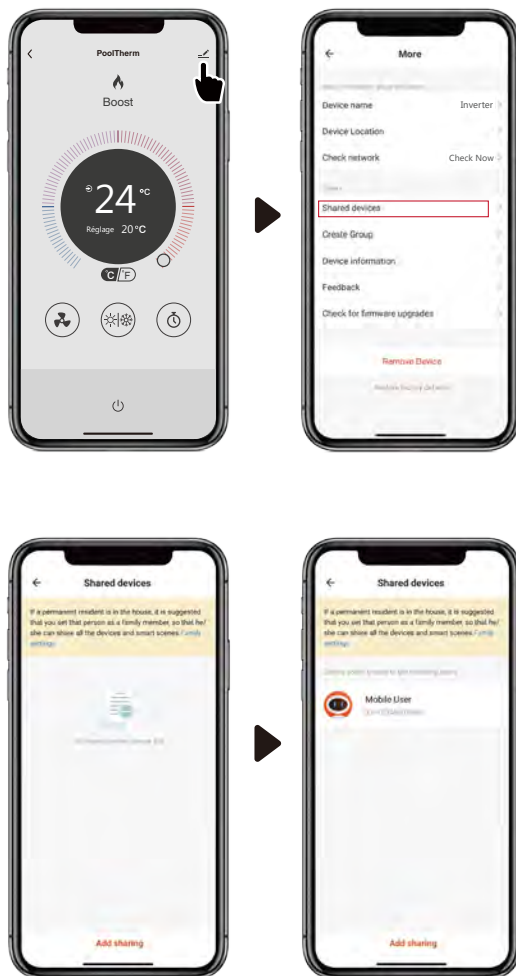 PoolTherm
Boost
24 °C
Réglage 20°C
°C/°F
More
Device name Inverter
Device Location
Check network Check Now
Shared devices
Create Group
Device information
Feedback
Check for firmware upgrades
Remove Device
Shared devices
If a permanent resident is in the house, it is suggested
that you set that person as a family member, so that he/
she can share all the devices and smart scenes. Family
settings
Add sharing
Shared devices
If a permanent resident is in the house, it is suggested
that you set that person as a family member, so that he/
she can share all the devices and smart scenes. Family
settings
Mobile User
Add sharing